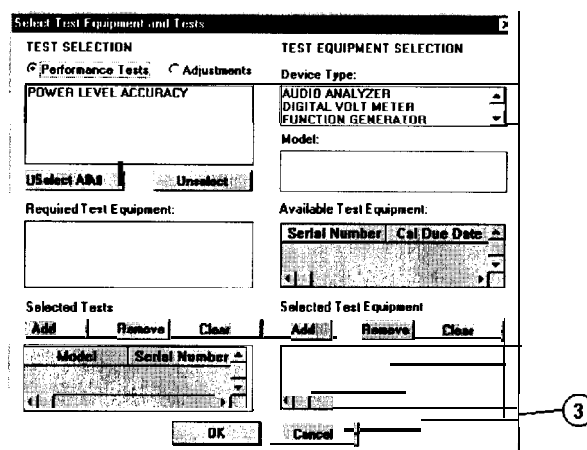 Select Test Equipment and Tests
TEST SELECTION
Performance Tests Adjustments
POWER LEVEL ACCURACY
Unselect
Required Test Equipment:
Selected Tests
Add Remove Clear
Model Serial Number
OK
TEST EQUIPMENT SELECTION
Device Type:
AUDIO ANALYZER
DIGITAL VOLT METER
FUNCTION GENERATOR
Model:
Available Test Equipment:
Serial Number Cal Due Date
Selected Test Equipment
Add Remove Clear
Cancel
3